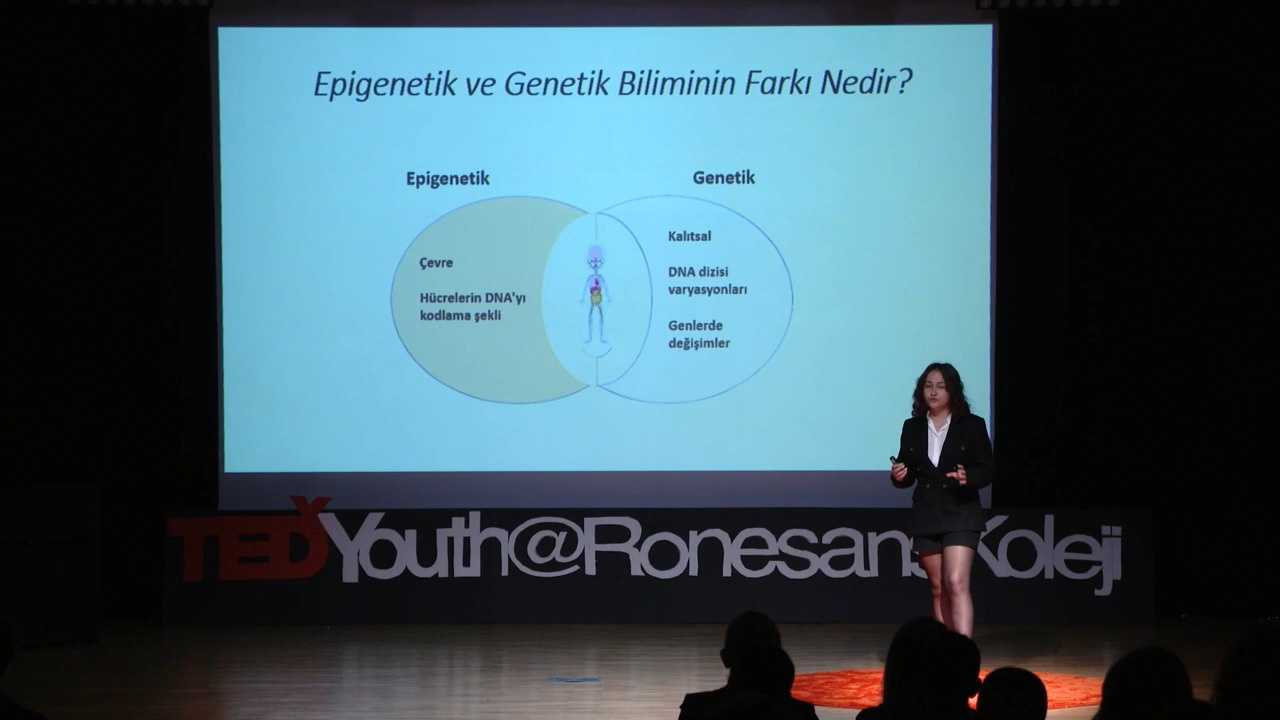 Epigenetik ve Genetik Biliminin Farkı Nedir?
Epigenetik
Genetik
Çevre
Hücrelerin DNA'yı
kodlama şekli
Kalıtsal
DNA dizisi
varyasyonları
Genlerde
değişimler
TEDxYouth@RonesansKoleji